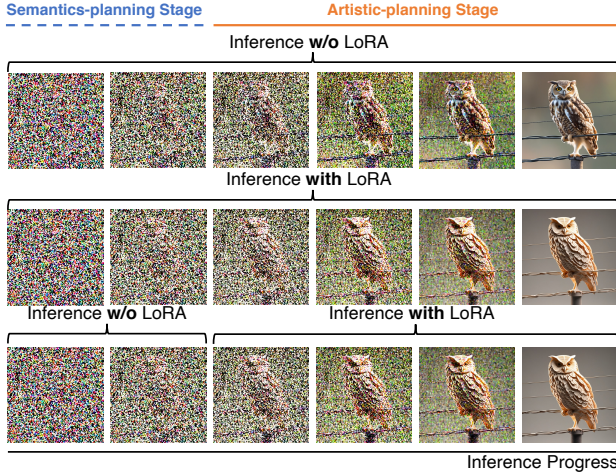 Semantics-planning Stage
Artistic-planning Stage
Inference w/o LoRA
Inference with LoRA
Inference w/o LoRA
Inference with LoRA
Inference Progress